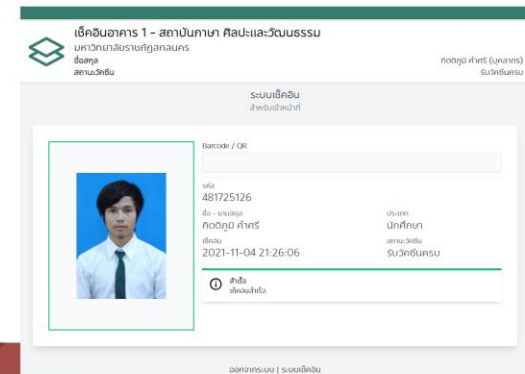 เช็คอินอาคาร 1 - สถาบันภาษา ศิลปะและวัฒนธรรม
มหาวิทยาลัยราชภัฏสกลนคร
ชื่อสกุล
กิตติภูมิ คำศรี (บุคลากร)
สถานะวัคซีน
รับวัคซีนครบ
ระบบเช็คอิน
สำหรับเจ้าหน้าที่
Barcode / QR
รหัส
481725126
ชื่อ - นามสกุล
ประเภท
กิตติภูมิ คำศรี
นักศึกษา
เช็คอิน
สถานะวัคซีน
2021-11-04 21:26:06
รับวัคซีนครบ
สำเร็จ
เช็คอินสำเร็จ
ออกจากระบบ | ระบบเช็คอิน